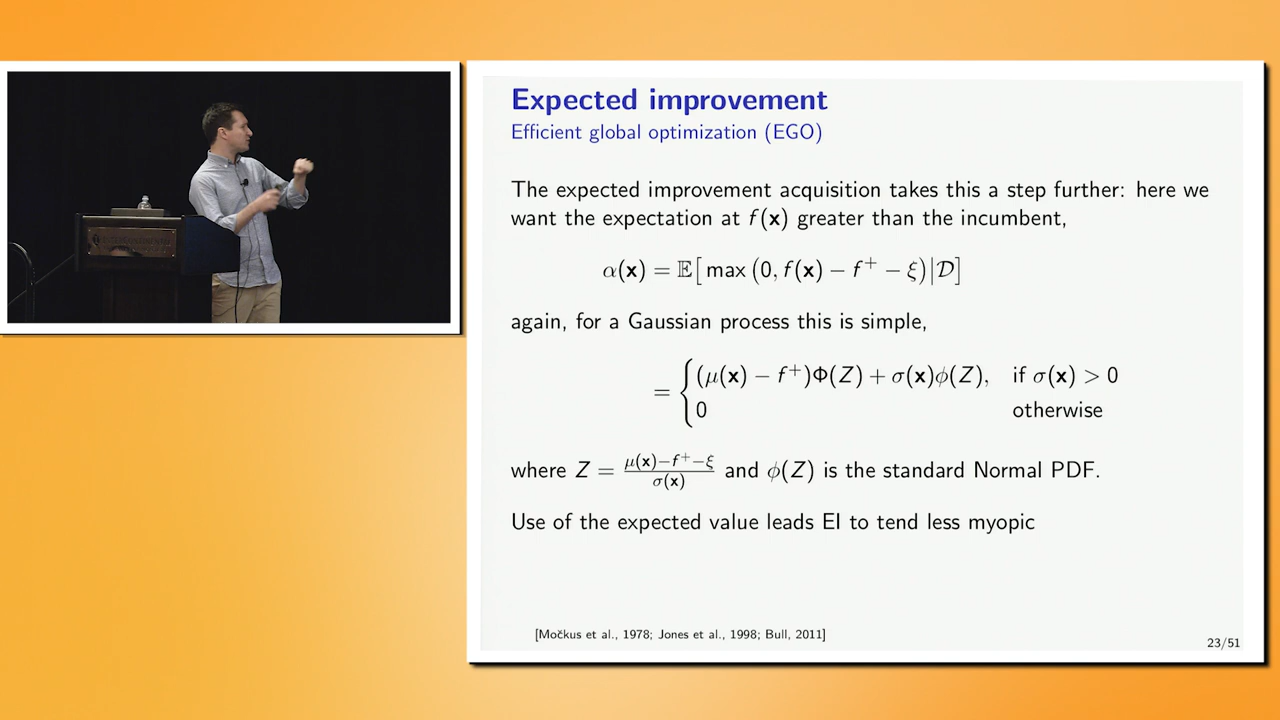 Expected improvement
Efficient global optimization (EGO)
The expected improvement acquisition takes this a step further: here we
want the expectation at f(x) greater than the incumbent,
α(x) = 𝔼[max(0, f(x) − f⁺ − ξ)|𝒟]
again, for a Gaussian process this is simple,
= { (μ(x) − f⁺)Φ(Z) + σ(x)ϕ(Z), if σ(x) > 0
0 otherwise
where Z = (μ(x)−f⁺−ξ)/σ(x) and ϕ(Z) is the standard Normal PDF.
Use of the expected value leads EI to tend less myopic
[Močkus et al., 1978; Jones et al., 1998; Bull, 2011]
23/51